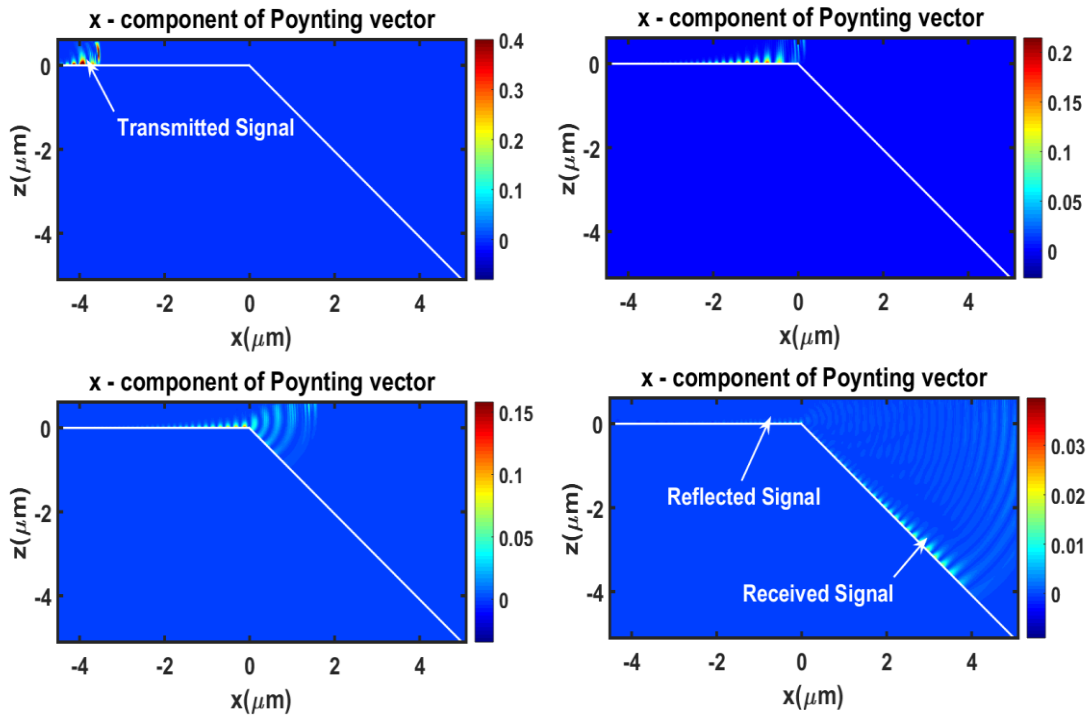 x - component of Poynting vector
0.4
0.3
0.2
0.1
0
0
-2
-4
z(μm)
Transmitted Signal
-4 -2 0 2 4
x(μm)
x - component of Poynting vector
0.2
0.15
0.1
0.05
0
0
-2
-4
z(μm)
-4 -2 0 2 4
x(μm)
x - component of Poynting vector
0.15
0.1
0.05
0
0
-2
-4
z(μm)
-4 -2 0 2 4
x(μm)
x - component of Poynting vector
0.03
0.02
0.01
0
0
-2
-4
z(μm)
Reflected Signal
Received Signal
-4 -2 0 2 4
x(μm)